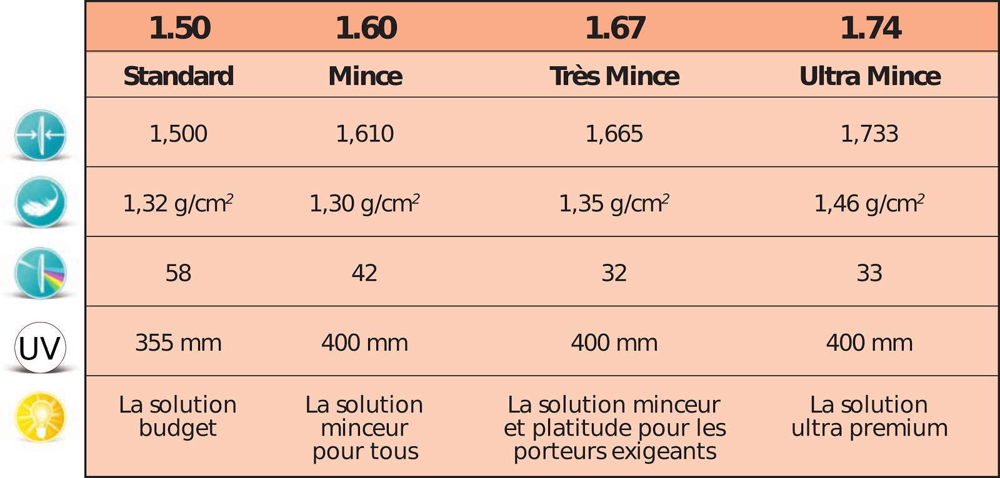 1.50 1.60 1.67 1.74
Standard Mince Très Mince Ultra Mince
1,500 1,610 1,665 1,733
1,32 g/cm² 1,30 g/cm² 1,35 g/cm² 1,46 g/cm²
58 42 32 33
UV 355 mm 400 mm 400 mm 400 mm
La solution La solution La solution minceur La solution
budget minceur et platitude pour les ultra premium
pour tous porteurs exigeants